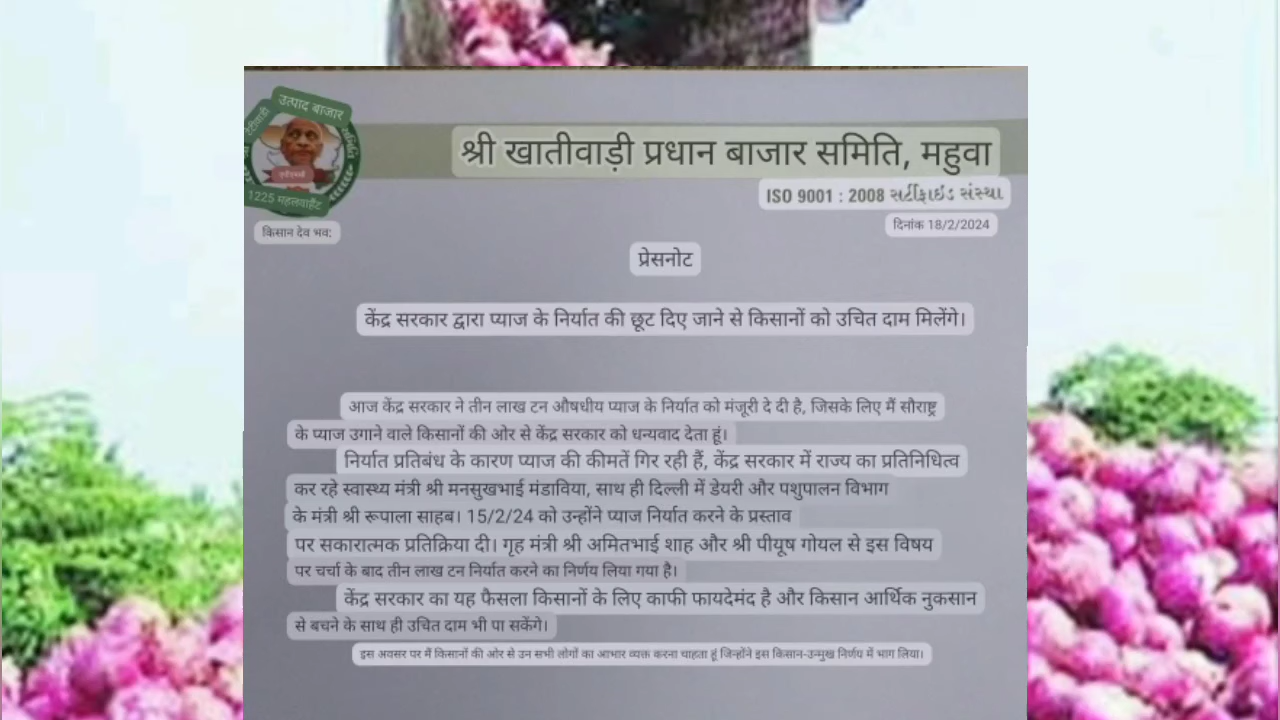 उत्पाद बाजार
1225 महलवाहैंट
श्री खातीवाड़ी प्रधान बाजार समिति, महुवा
ISO 9001 : 2008 સર્ટીફાઈડ સંસ્થા
किसान देव भव:
दिनांक 18/2/2024
प्रेसनोट
केंद्र सरकार द्वारा प्याज के निर्यात की छूट दिए जाने से किसानों को उचित दाम मिलेंगे।
आज केंद्र सरकार ने तीन लाख टन औषधीय प्याज के निर्यात को मंजूरी दे दी है, जिसके लिए मैं सौराष्ट्र
के प्याज उगाने वाले किसानों की ओर से केंद्र सरकार को धन्यवाद देता हूं।
निर्यात प्रतिबंध के कारण प्याज की कीमतें गिर रही हैं, केंद्र सरकार में राज्य का प्रतिनिधित्व
कर रहे स्वास्थ्य मंत्री श्री मनसुखभाई मंडाविया, साथ ही दिल्ली में डेयरी और पशुपालन विभाग
के मंत्री श्री रूपाला साहब। 15/2/24 को उन्होंने प्याज निर्यात करने के प्रस्ताव
पर सकारात्मक प्रतिक्रिया दी। गृह मंत्री श्री अमितभाई शाह और श्री पीयूष गोयल से इस विषय
पर चर्चा के बाद तीन लाख टन निर्यात करने का निर्णय लिया गया है।
केंद्र सरकार का यह फैसला किसानों के लिए काफी फायदेमंद है और किसान आर्थिक नुकसान
से बचने के साथ ही उचित दाम भी पा सकेंगे।
इस अवसर पर मैं किसानों की ओर से उन सभी लोगों का आभार व्यक्त करना चाहता हूं जिन्होंने इस किसान-उन्मुख निर्णय में भाग लिया।